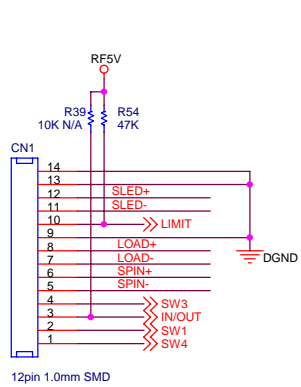 RF5V
R39 R54
10K N/A 47K
CN1
14
13
12 SLED+
11 SLED-
10 LIMIT
9
8 LOAD+
7 LOAD-
6 SPIN+
5 SPIN-
4 SW3
3 IN/OUT
2 SW1
1 SW4
DGND
12pin 1.0mm SMD